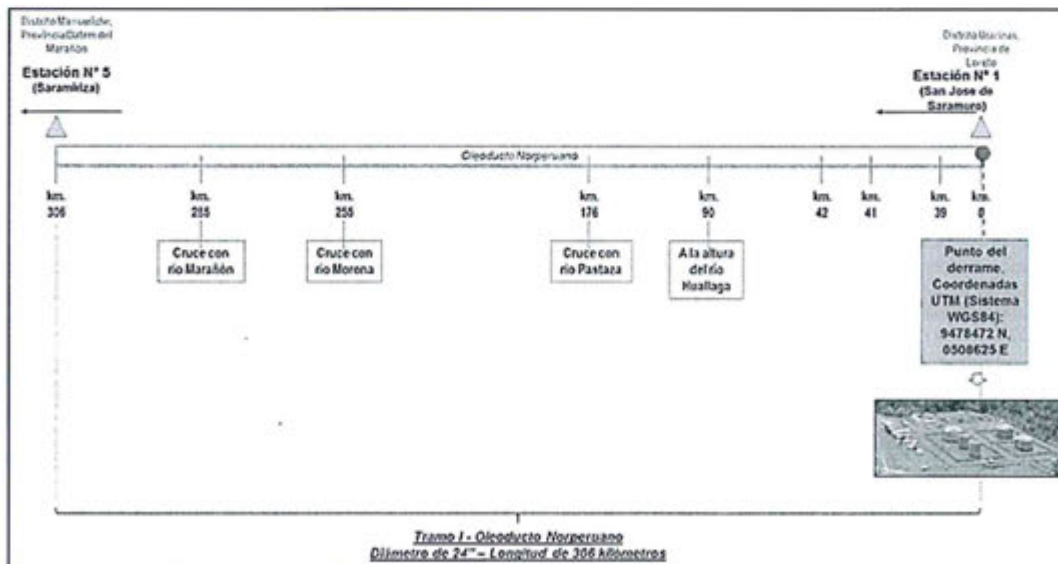 Distrito Manseriche,
Provincia Datem del
Marañón
Estación N° 5
(Saramiriza)
Distrito Urarinas,
Provincia de
Loreto
Estación N° 1
(San Jose de
Saramuro)
Oleoducto Norperuano
km. 306
km. 285
km. 255
km. 176
km. 90
km. 42
km. 41
km. 39
km. 0
Cruce con
río Marañón
Cruce con
río Morona
Cruce con
río Pastaza
A la altura
del río
Huallaga
Punto del
derrame,
Coordenadas
UTM (Sistema
WGS84):
9478472 N,
0508625 E
Tramo I - Oleoducto Norperuano
Diámetro de 24" – Longitud de 306 kilómetros